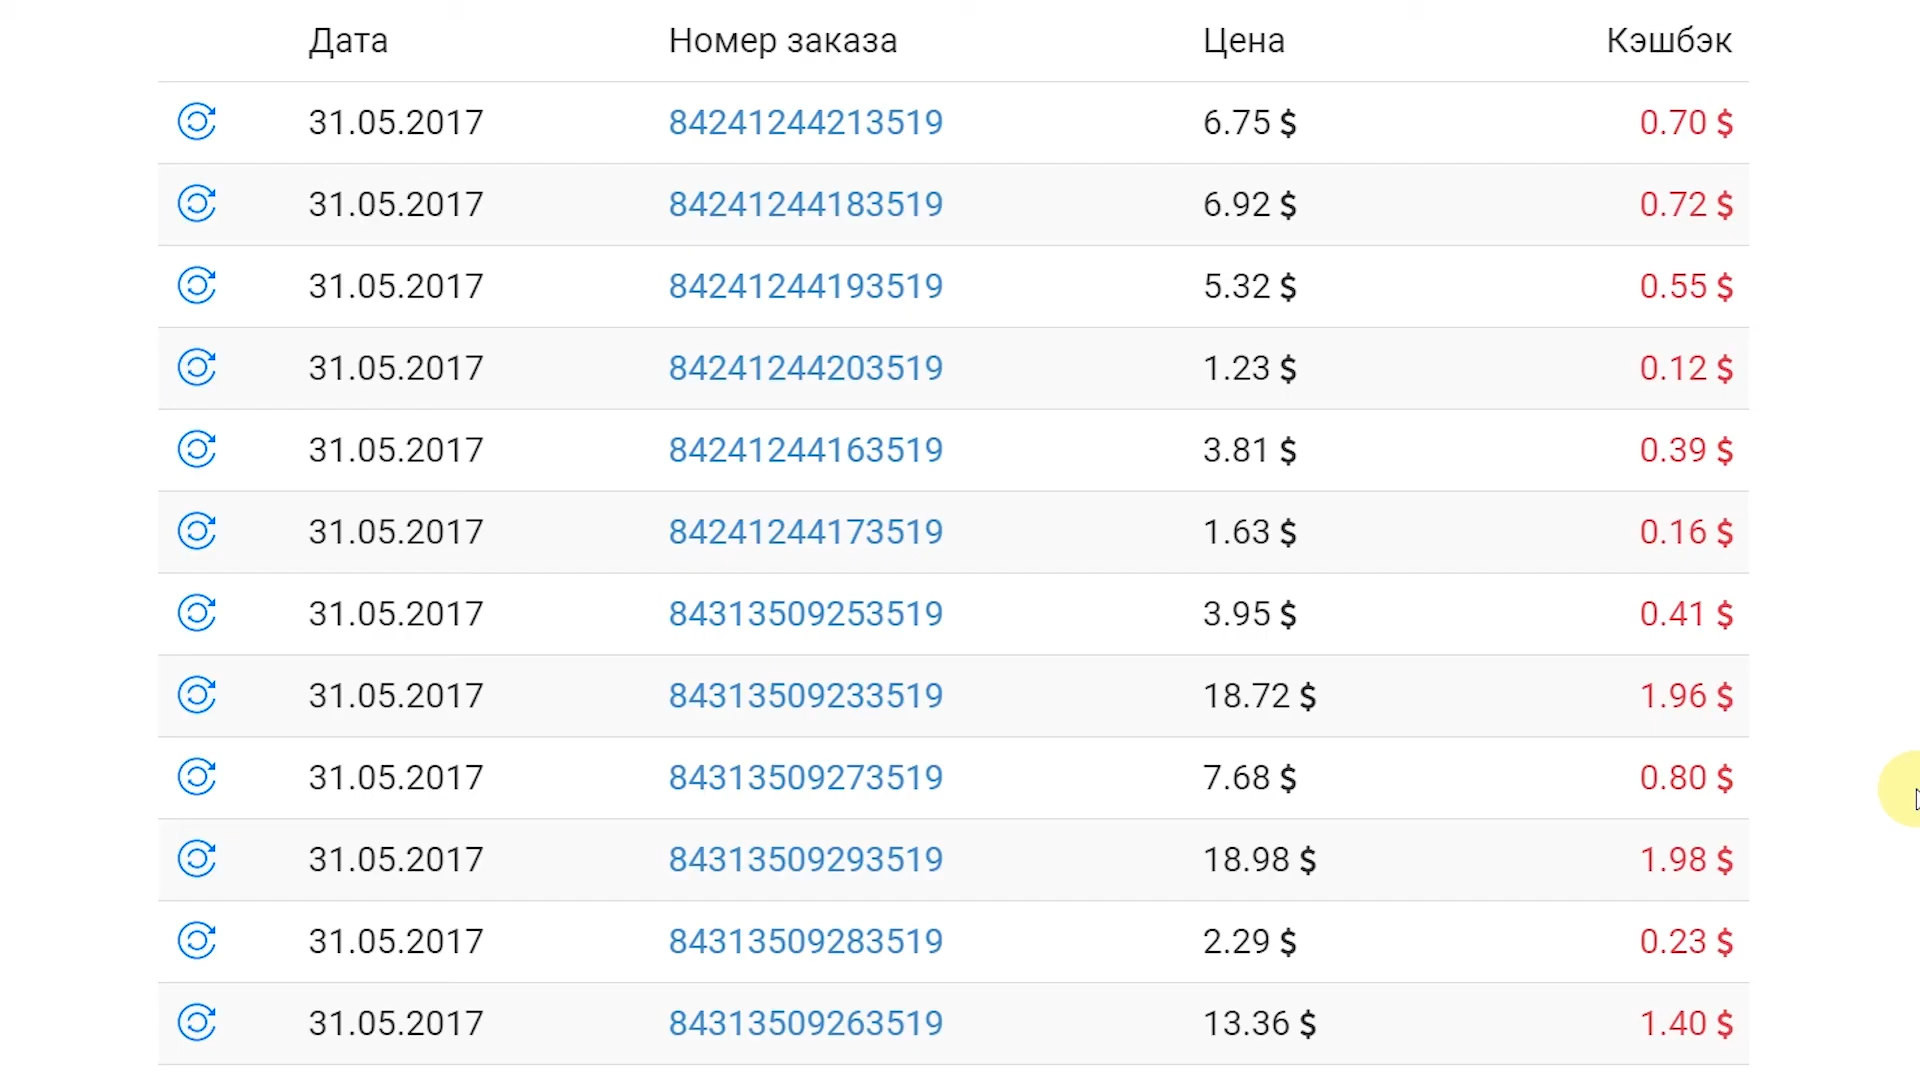 Дата Номер заказа Цена Кэшбэк
31.05.2017 84241244213519 6.75 $ 0.70 $
31.05.2017 84241244183519 6.92 $ 0.72 $
31.05.2017 84241244193519 5.32 $ 0.55 $
31.05.2017 84241244203519 1.23 $ 0.12 $
31.05.2017 84241244163519 3.81 $ 0.39 $
31.05.2017 84241244173519 1.63 $ 0.16 $
31.05.2017 84313509253519 3.95 $ 0.41 $
31.05.2017 84313509233519 18.72 $ 1.96 $
31.05.2017 84313509273519 7.68 $ 0.80 $
31.05.2017 84313509293519 18.98 $ 1.98 $
31.05.2017 84313509283519 2.29 $ 0.23 $
31.05.2017 84313509263519 13.36 $ 1.40 $